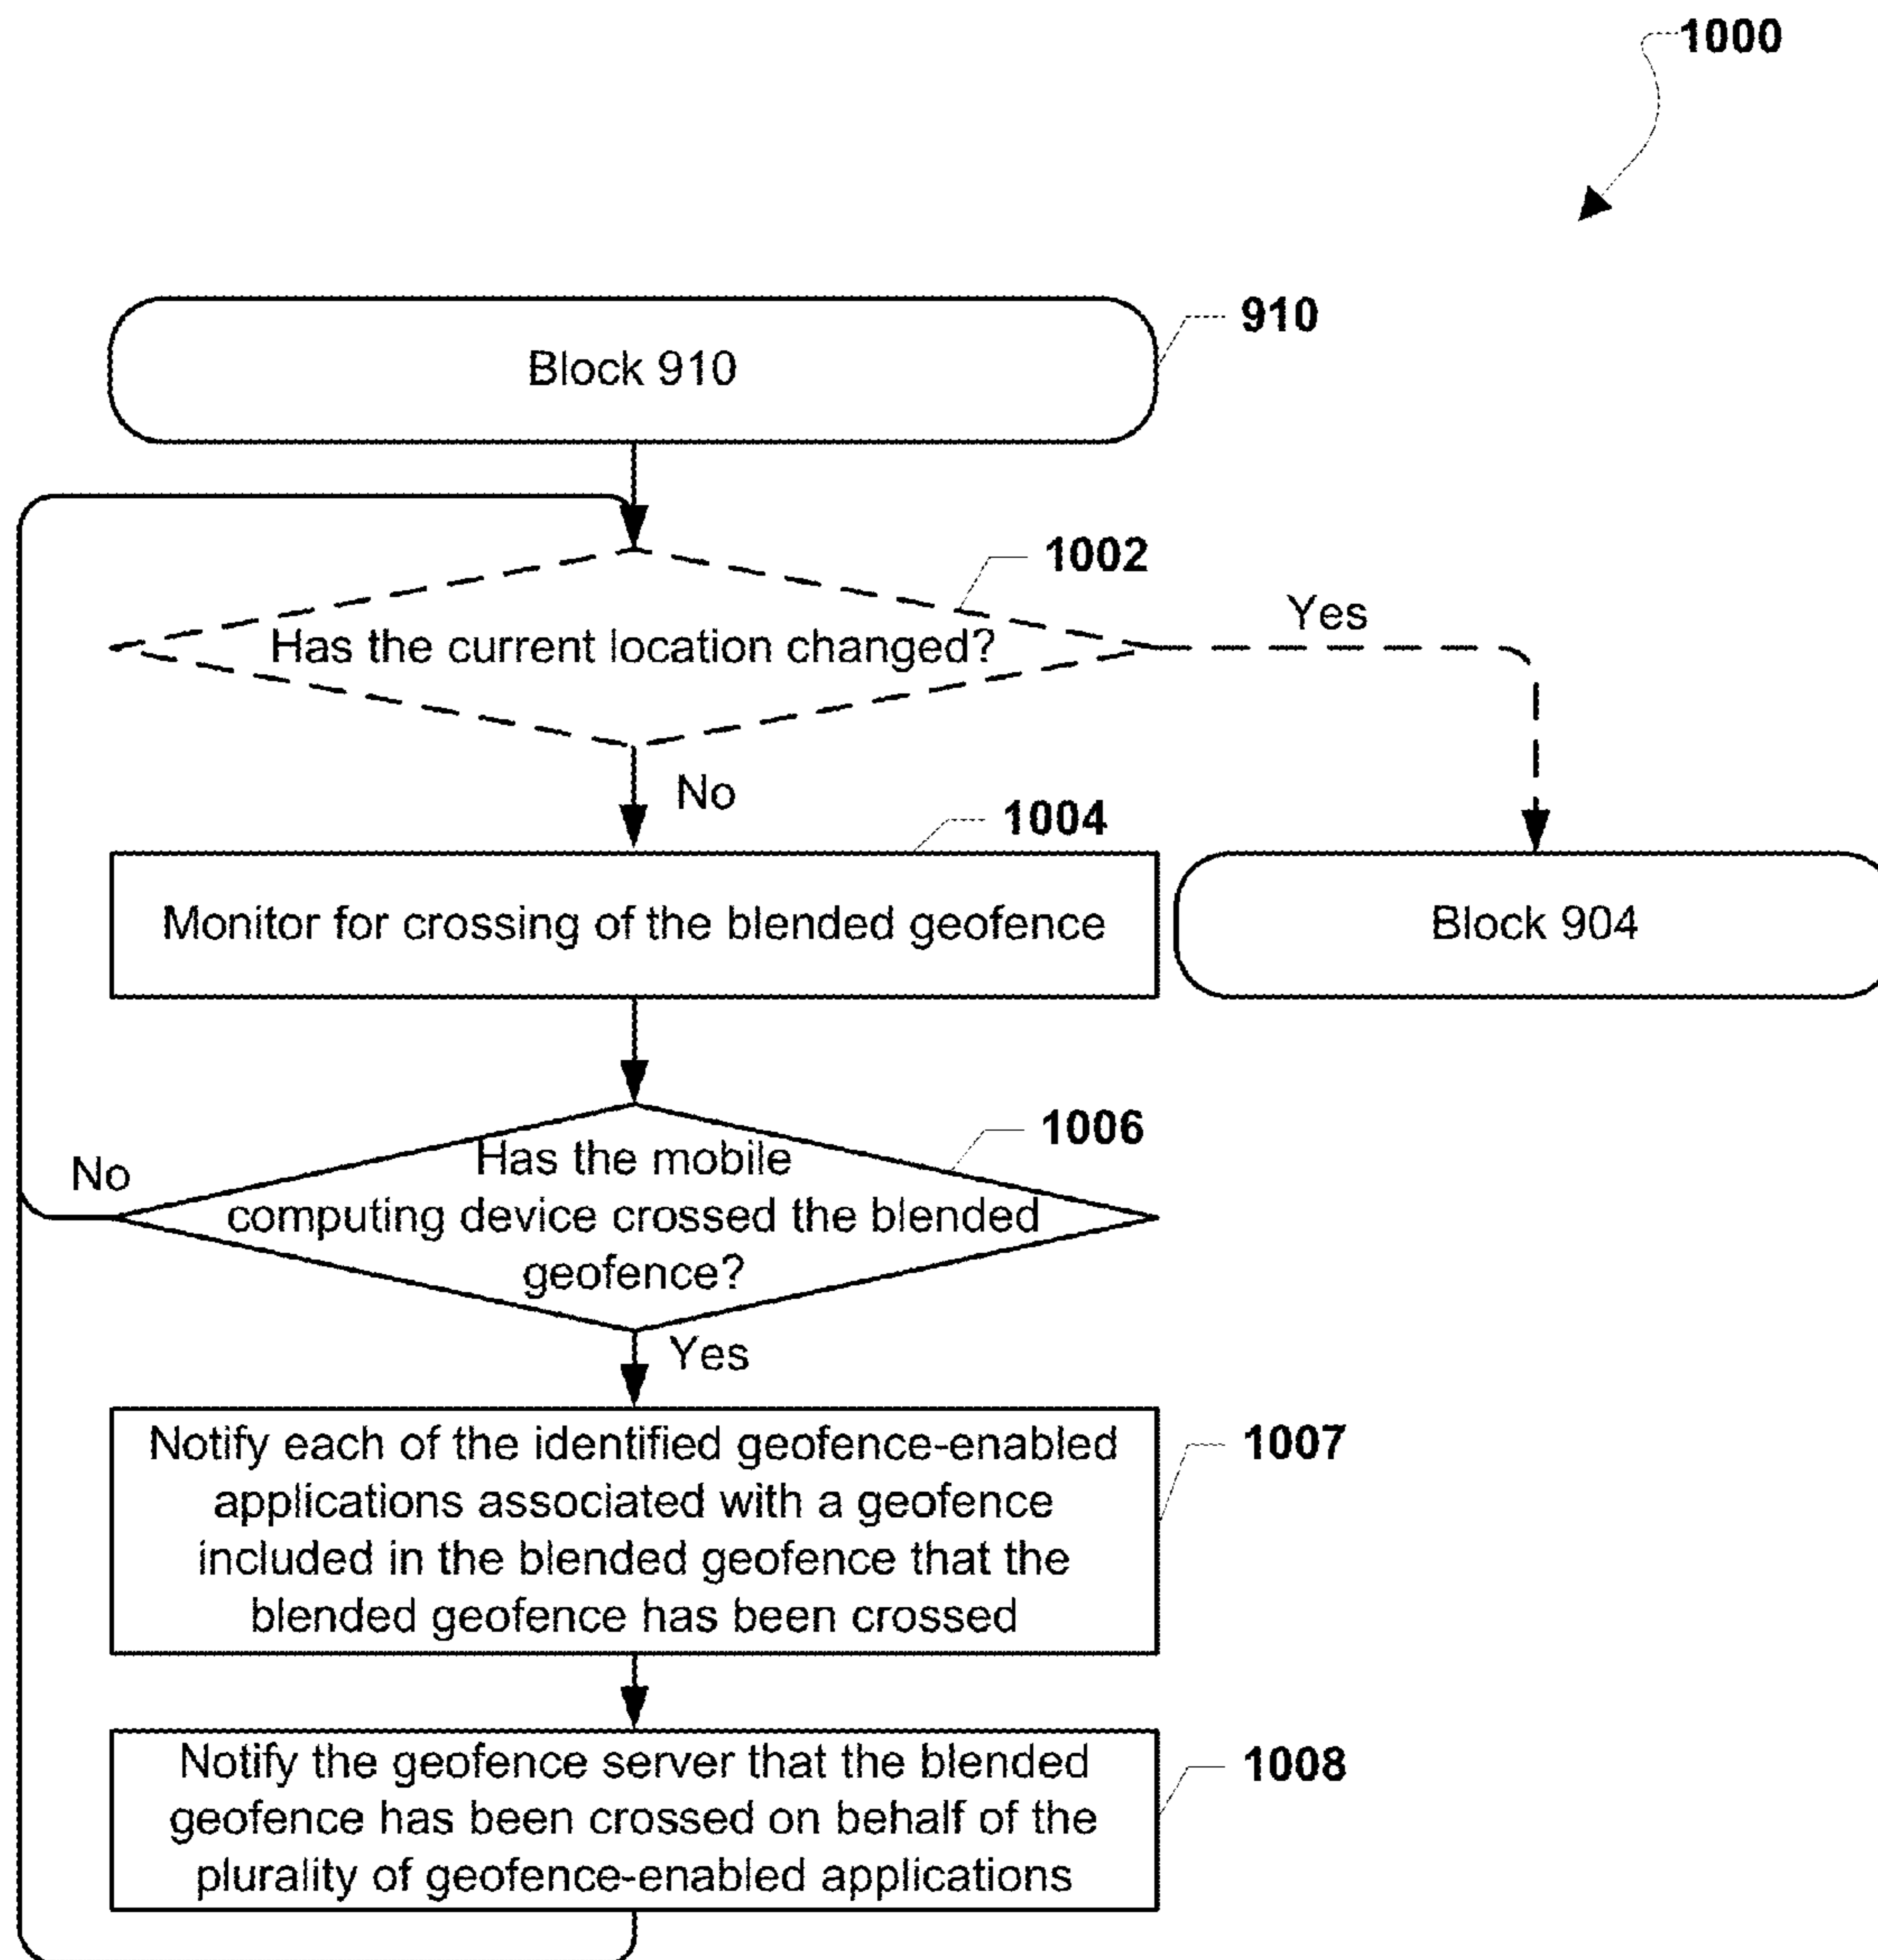 1000
910
Block 910
1002
Has the current location changed?
Yes
No
1004
Monitor for crossing of the blended geofence
Block 904
1006
No
Has the mobile
computing device crossed the blended
geofence?
Yes
Notify each of the identified geofence-enabled
applications associated with a geofence
included in the blended geofence that the
blended geofence has been crossed
1007
Notify the geofence server that the blended
geofence has been crossed on behalf of the
plurality of geofence-enabled applications
1008